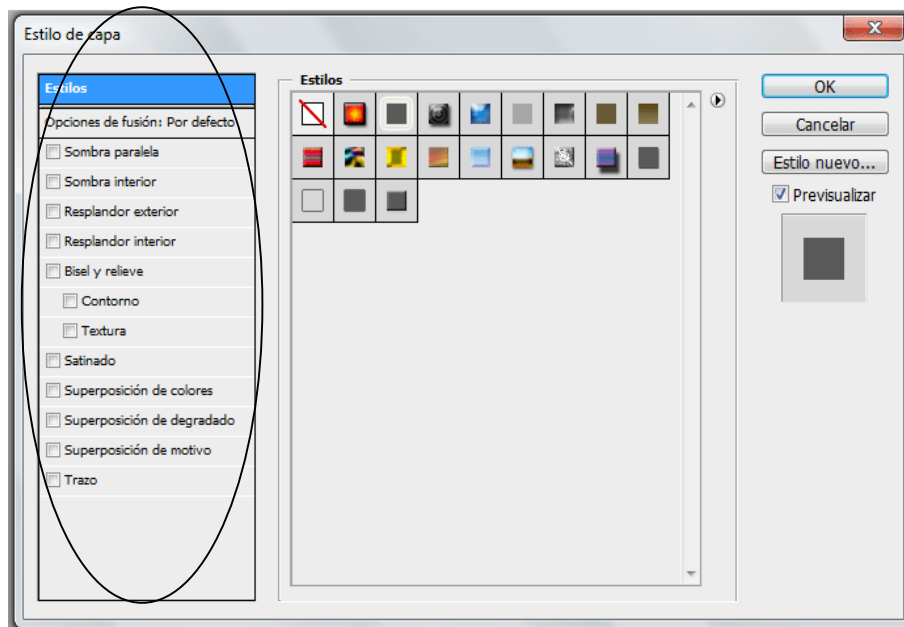 Estilo de capa
Estilos
Opciones de fusión: Por defecto
Sombra paralela
Sombra interior
Resplandor exterior
Resplandor interior
Bisel y relieve
Contorno
Textura
Satinado
Superposición de colores
Superposición de degradado
Superposición de motivo
Trazo
Estilos
OK
Cancelar
Estilo nuevo...
Previsualizar